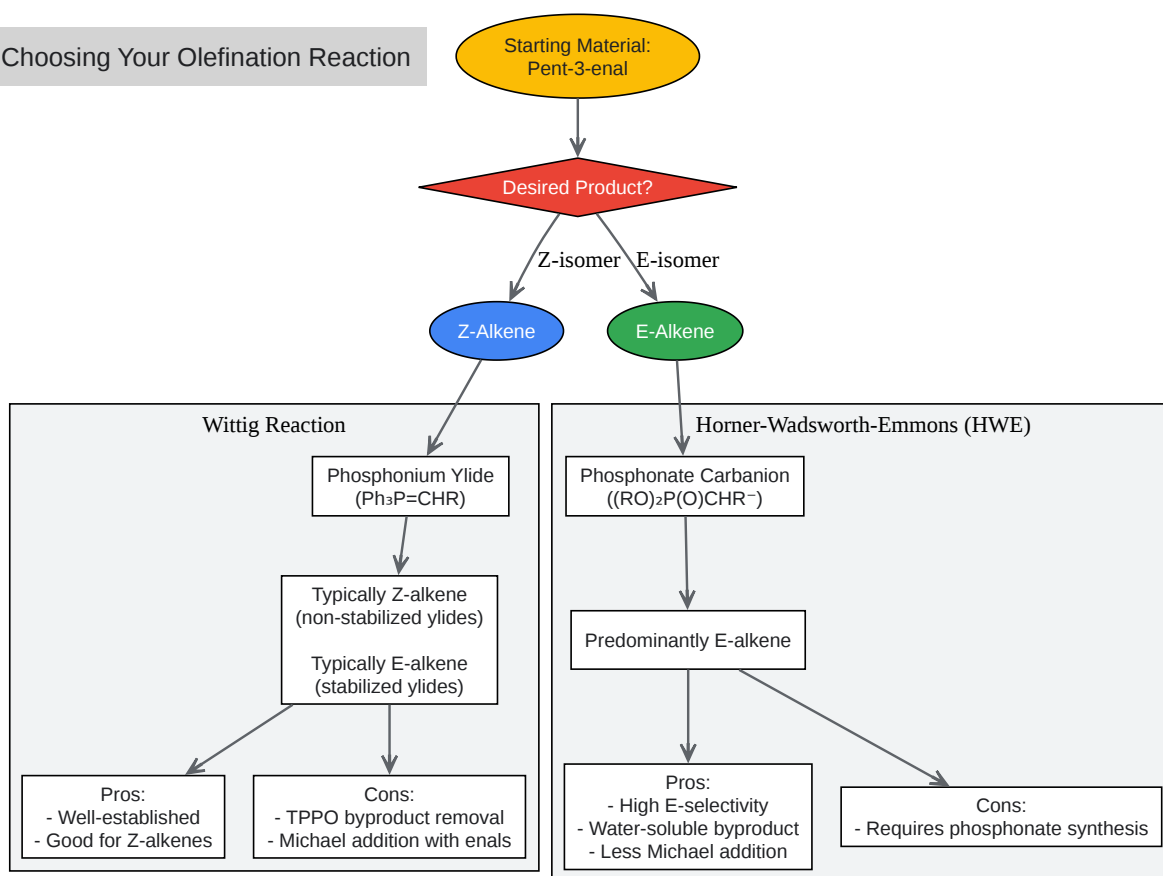 Choosing Your Olefination Reaction
Starting Material:
Pent-3-enal
Desired Product?
Z-isomer
E-isomer
Z-Alkene
E-Alkene
Wittig Reaction
Phosphonium Ylide
(Ph₃P=CHR)
Typically Z-alkene
(non-stabilized ylides)
Typically E-alkene
(stabilized ylides)
Pros:
- Well-established
- Good for Z-alkenes
Cons:
- TPPO byproduct removal
- Michael addition with enals
Horner-Wadsworth-Emmons (HWE)
Phosphonate Carbanion
((RO)₂P(O)CHR⁻)
Predominantly E-alkene
Pros:
- High E-selectivity
- Water-soluble byproduct
- Less Michael addition
Cons:
- Requires phosphonate synthesis